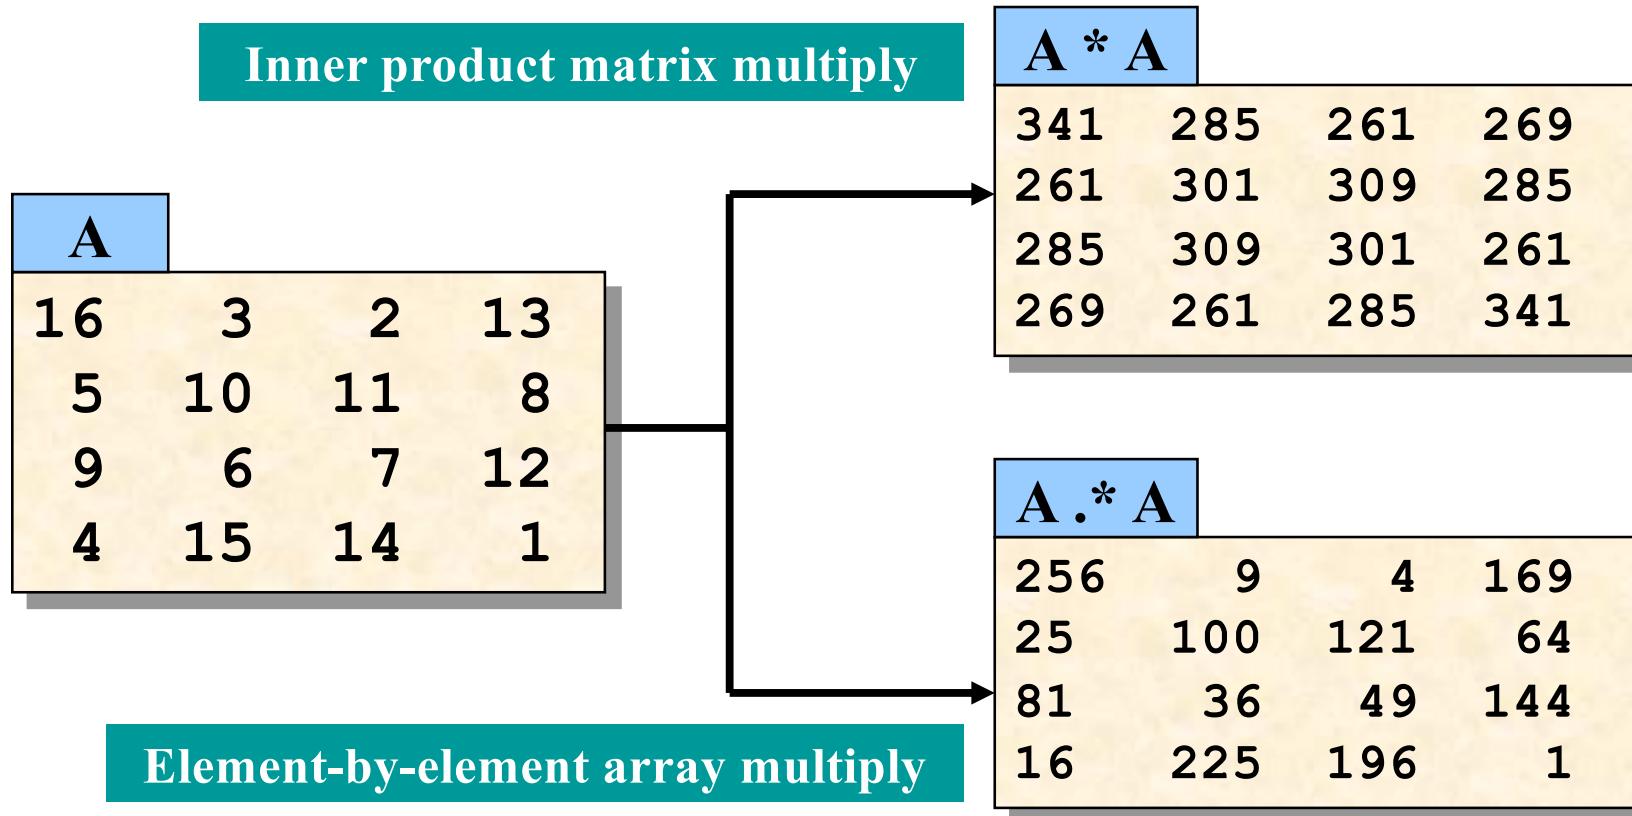 Inner product matrix multiply
A * A
341 285 261 269
261 301 309 285
285 309 301 261
269 261 285 341
A
16 3 2 13
5 10 11 8
9 6 7 12
4 15 14 1
A .* A
256 9 4 169
25 100 121 64
81 36 49 144
16 225 196 1
Element-by-element array multiply